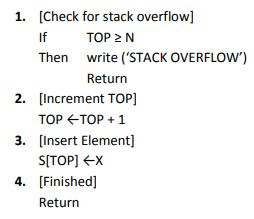 1. [Check for stack overflow]
If TOP ≥ N
Then write (‘STACK OVERFLOW’)
Return
2. [Increment TOP]
TOP ←TOP + 1
3. [Insert Element]
S[TOP] ←X
4. [Finished]
Return